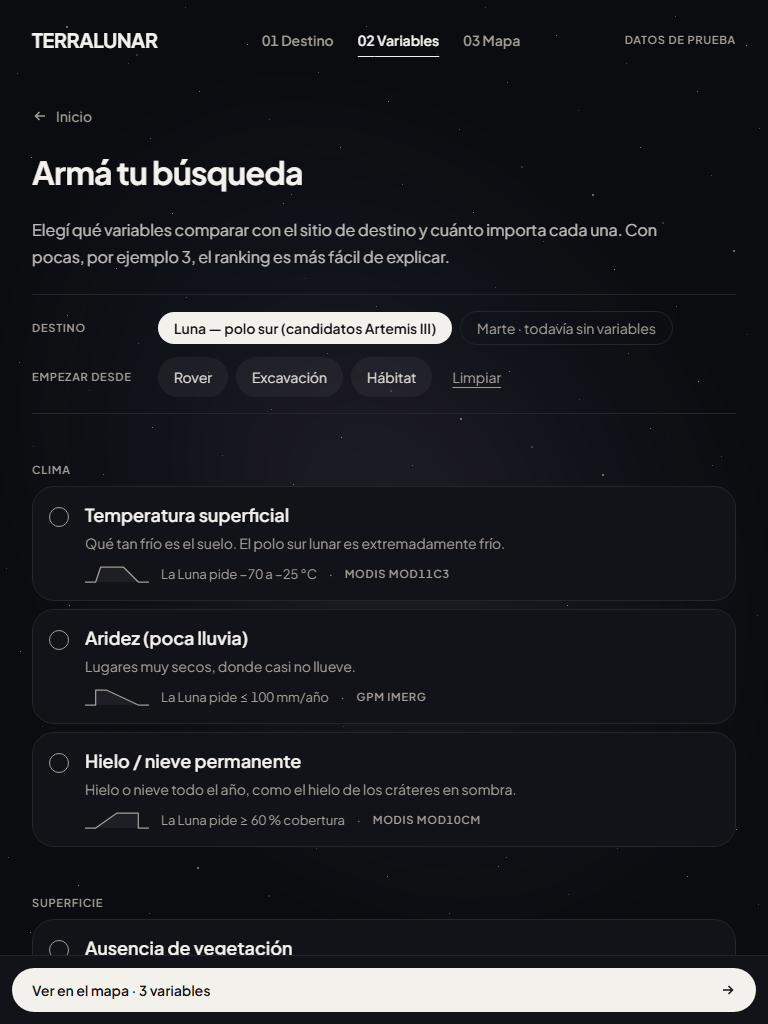 TERRALUNAR
01 Destino 02 Variables 03 Mapa
DATOS DE PRUEBA
← Inicio
Armá tu búsqueda
Elegí qué variables comparar con el sitio de destino y cuánto importa cada una. Con
pocas, por ejemplo 3, el ranking es más fácil de explicar.
DESTINO
Luna — polo sur (candidatos Artemis III)
Marte · todavía sin variables
EMPEZAR DESDE
Rover
Excavación
Hábitat
Limpiar
CLIMA
Temperatura superficial
Qué tan frío es el suelo. El polo sur lunar es extremadamente frío.
La Luna pide −70 a −25 °C · MODIS MOD11C3
Aridez (poca lluvia)
Lugares muy secos, donde casi no llueve.
La Luna pide ≤ 100 mm/año · GPM IMERG
Hielo / nieve permanente
Hielo o nieve todo el año, como el hielo de los cráteres en sombra.
La Luna pide ≥ 60 % cobertura · MODIS MOD10CM
SUPERFICIE
Ausencia de vegetación
Ver en el mapa · 3 variables →